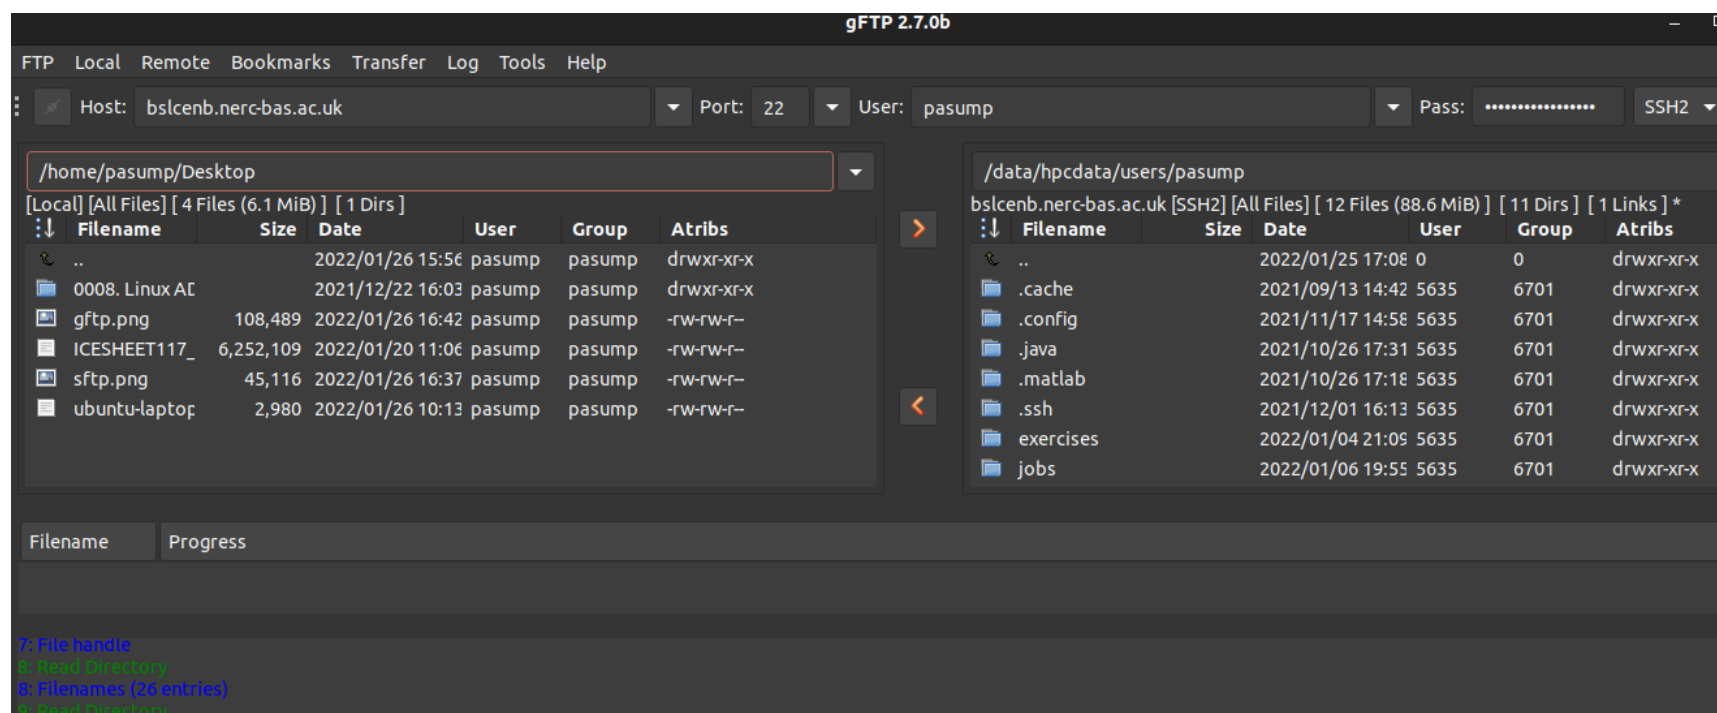 gFTP 2.7.0b
FTP Local Remote Bookmarks Transfer Log Tools Help
Host: bslcenb.nerc-bas.ac.uk Port: 22 User: pasump Pass: ••••••••••••••••• SSH2
/home/pasump/Desktop
[Local] [All Files] [ 4 Files (6.1 MiB) ] [ 1 Dirs ]
Filename Size Date User Group Atribs
.. 2022/01/26 15:56 pasump pasump drwxr-xr-x
0008. Linux AD 2021/12/22 16:03 pasump pasump drwxr-xr-x
gftp.png 108,489 2022/01/26 16:42 pasump pasump -rw-rw-r--
ICESHEET117_ 6,252,109 2022/01/20 11:06 pasump pasump -rw-rw-r--
sftp.png 45,116 2022/01/26 16:37 pasump pasump -rw-rw-r--
ubuntu-laptop 2,980 2022/01/26 10:13 pasump pasump -rw-rw-r--
/data/hpcdata/users/pasump
bslcenb.nerc-bas.ac.uk [SSH2] [All Files] [ 12 Files (88.6 MiB) ] [ 11 Dirs ] [ 1 Links ] *
Filename Size Date User Group Atribs
.. 2022/01/25 17:08 0 0 drwxr-xr-x
.cache 2021/09/13 14:42 5635 6701 drwxr-xr-x
.config 2021/11/17 14:58 5635 6701 drwxr-xr-x
.java 2021/10/26 17:31 5635 6701 drwxr-xr-x
.matlab 2021/10/26 17:18 5635 6701 drwxr-xr-x
.ssh 2021/12/01 16:13 5635 6701 drwxr-xr-x
exercises 2022/01/04 21:09 5635 6701 drwxr-xr-x
jobs 2022/01/06 19:55 5635 6701 drwxr-xr-x
Filename Progress
7: File handle
8: Read Directory
8: Filenames (26 entries)
9: Read Directory